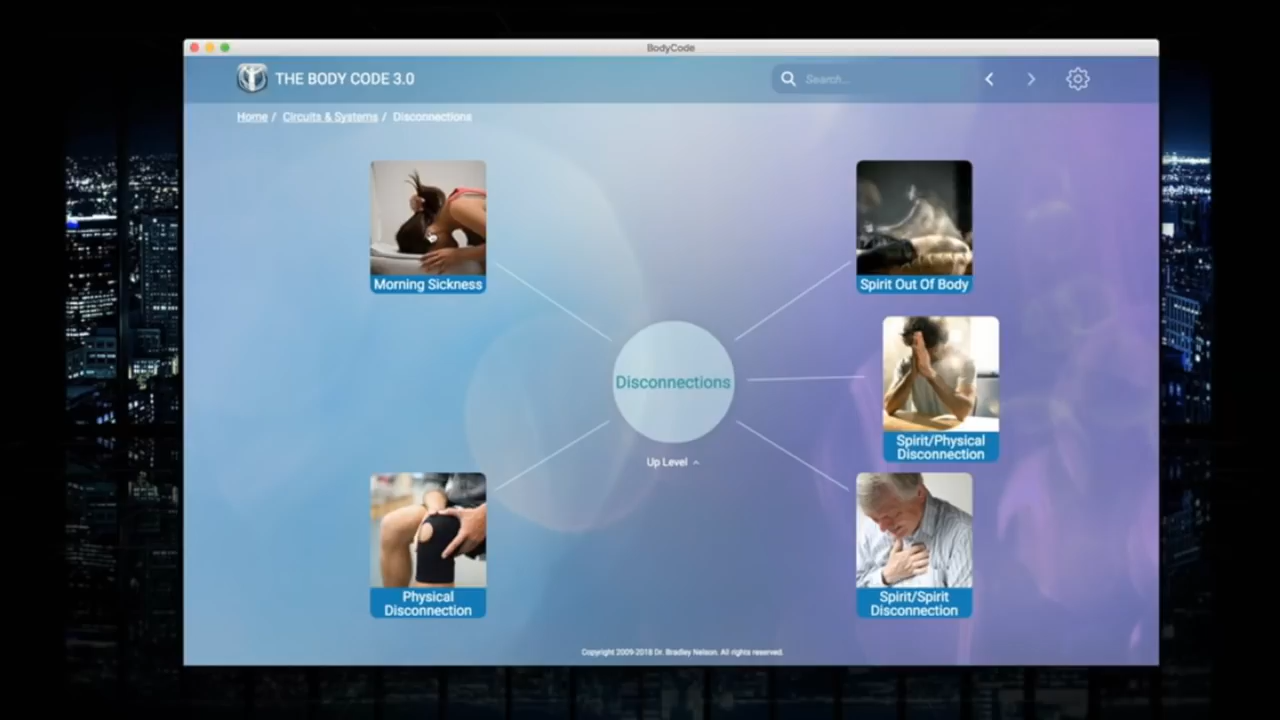 BodyCode
THE BODY CODE 3.0
Search...
Home / Circuits & Systems / Disconnections
Morning Sickness
Spirit Out Of Body
Disconnections
Spirit/Physical
Disconnection
Up Level
Physical
Disconnection
Spirit/Spirit
Disconnection
Copyright 2009-2018 Dr. Bradley Nelson. All rights reserved.